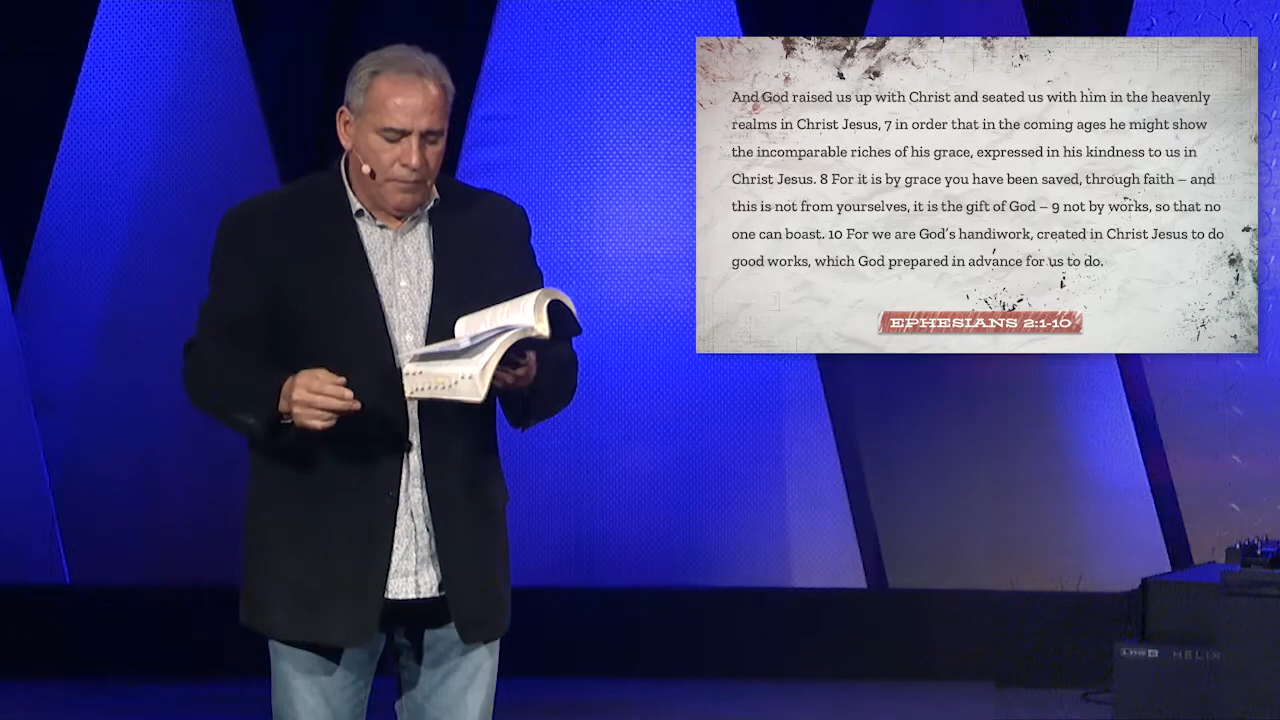 And God raised us up with Christ and seated us with him in the heavenly
realms in Christ Jesus, 7 in order that in the coming ages he might show
the incomparable riches of his grace, expressed in his kindness to us in
Christ Jesus. 8 For it is by grace you have been saved, through faith – and
this is not from yourselves, it is the gift of God – 9 not by works, so that no
one can boast. 10 For we are God's handiwork, created in Christ Jesus to do
good works, which God prepared in advance for us to do.
EPHESIANS 2:1-10
LINE 6 HELIX